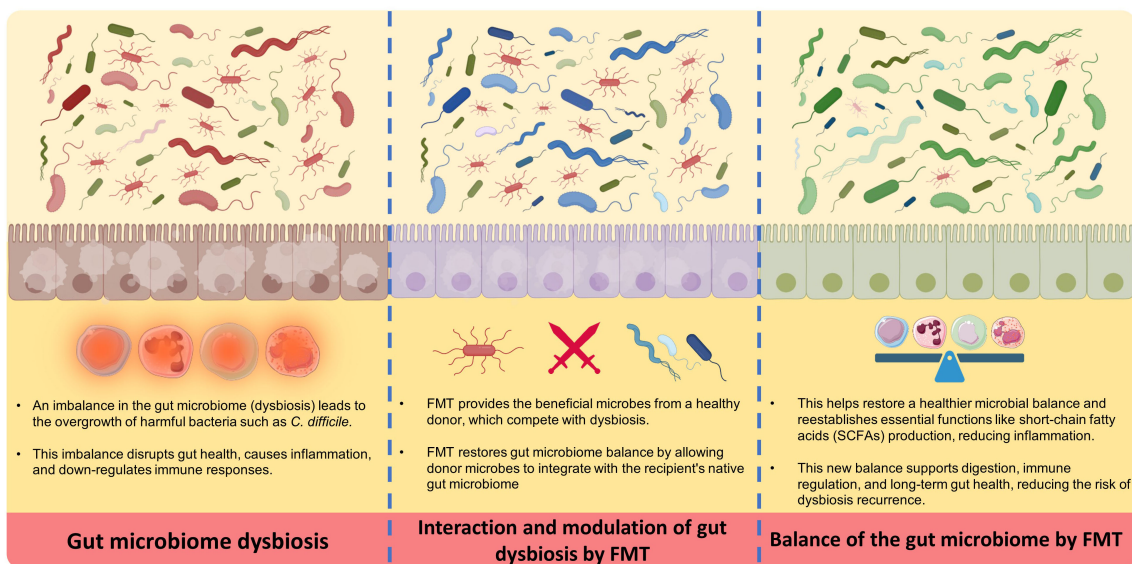 • An imbalance in the gut microbiome (dysbiosis) leads to
the overgrowth of harmful bacteria such as C. difficile.
• This imbalance disrupts gut health, causes inflammation,
and down-regulates immune responses.
Gut microbiome dysbiosis
• FMT provides the beneficial microbes from a healthy
donor, which compete with dysbiosis.
• FMT restores gut microbiome balance by allowing
donor microbes to integrate with the recipient's native
gut microbiome
Interaction and modulation of gut
dysbiosis by FMT
• This helps restore a healthier microbial balance and
reestablishes essential functions like short-chain fatty
acids (SCFAs) production, reducing inflammation.
• This new balance supports digestion, immune
regulation, and long-term gut health, reducing the risk of
dysbiosis recurrence.
Balance of the gut microbiome by FMT